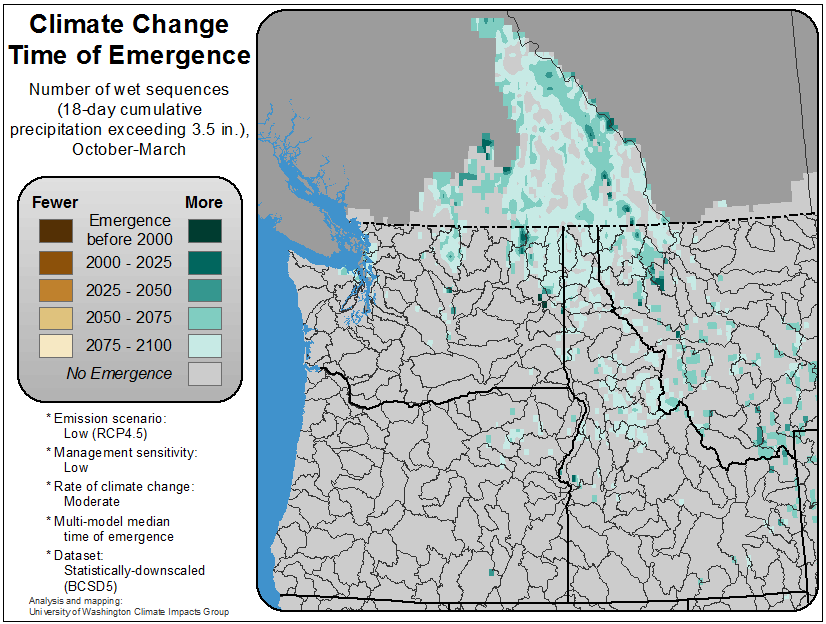 Climate Change
Time of Emergence
Number of wet sequences
(18-day cumulative
precipitation exceeding 3.5 in.),
October-March
Fewer More
Emergence
before 2000
2000 - 2025
2025 - 2050
2050 - 2075
2075 - 2100
No Emergence
* Emission scenario:
Low (RCP4.5)
* Management sensitivity:
Low
* Rate of climate change:
Moderate
* Multi-model median
time of emergence
* Dataset:
Statistically-downscaled
(BCSD5)
Analysis and mapping:
University of Washington Climate Impacts Group